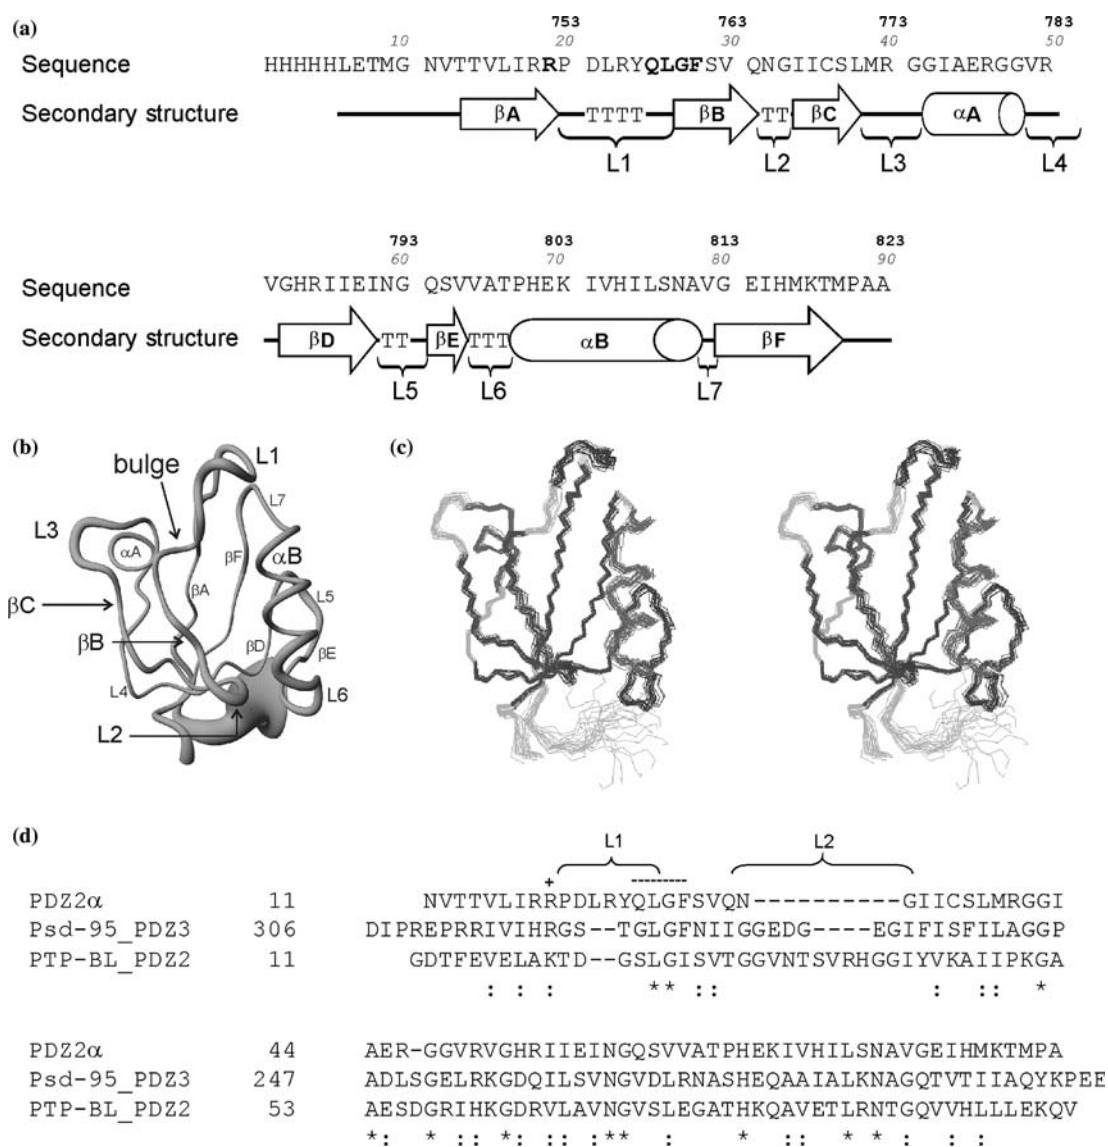 (a)
753 763 773 783
10 20 30 40 50
Sequence HHHHHLETMG NVTTVLIRRP DLRYQLGFSV QNGIICSLMR GGIAERGGVR
Secondary structure βA TTTT βB TT βC αA
L1 L2 L3 L4
793 803 813 823
60 70 80 90
Sequence VGHRIIEING QSVVATPHEK IVHILSNAVG EIHMKTMPAA
Secondary structure βD TT βE TTT αB βF
L5 L6 L7
(b)
bulge
L1
L7
L3
αA
βF
αB
βA
L5
βC
βB
βD
βE
L4
L6
L2
(c)
(d)
L1 L2
+ -------
PDZ2α 11 NVTTVLIRRPDLRYQLGFSVQN-----------GIICSLMRGGI
Psd-95_PDZ3 306 DIPREPRRIVIHRGS--TGLGFNIIGGEDG----EGIFISFILAGGP
PTP-BL_PDZ2 11 GDTFEVELAKTD--GSLGISVTGGVNTSVRHGGIYVKAIIPKGA
: : : ** :: : :: *
PDZ2α 44 AER-GGVRVGHRIIEINGQSVVATPHEKIVHILSNAVGEIHMKTMPA
Psd-95_PDZ3 247 ADLSGELRKGDQILSVNGVDLRNASHEQAAIALKNAGQTVTIIAQYKPEE
PTP-BL_PDZ2 53 AESDGRIHKGDRVLAVNGVSLEGATHKQAVETLRNTGQVVHLLLEKQV
*: * :: *: :: :** : * :: * * : : :